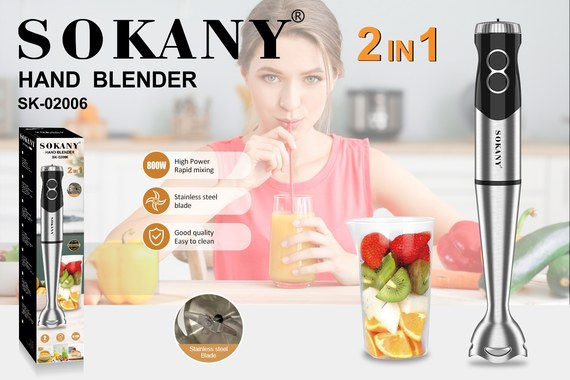 SOKANY®
HAND BLENDER
SK-02006
2 IN 1
800W
High Power
Rapid mixing
Stainless steel
blade
Good quality
Easy to clean
Stainless steel
Blade
SOKANY
HAND BLENDER
SK-02006
2 IN 1
SOKANY
SOKANY